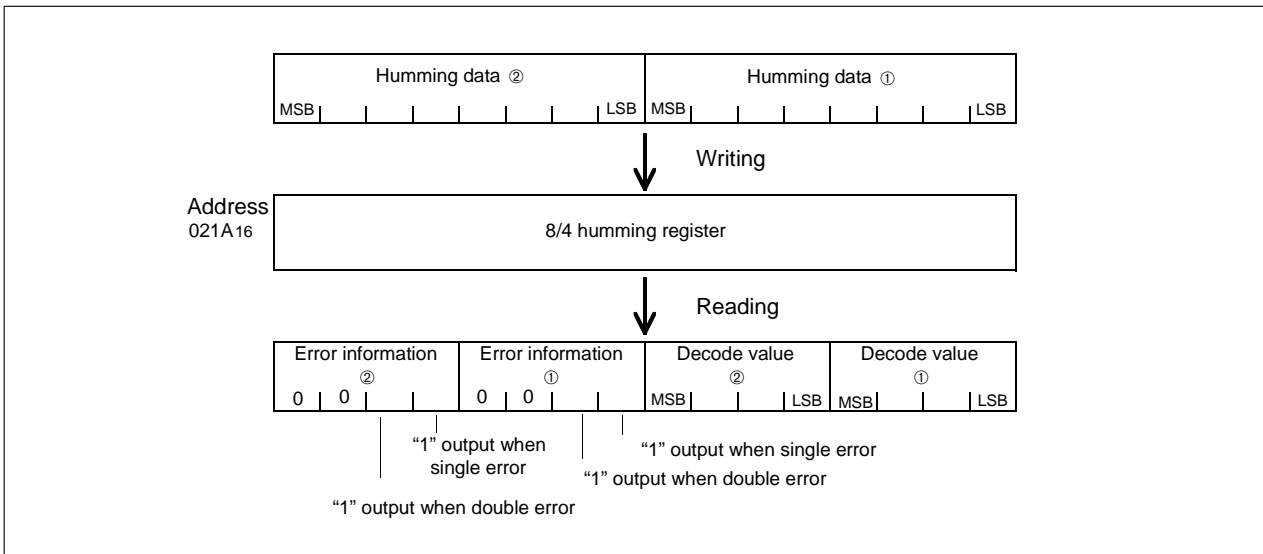 Humming data ② Humming data ①
MSB LSB MSB LSB
Writing
Address
021A16
8/4 humming register
Reading
Error information Error information Decode value Decode value
② ① ② ①
0 0 0 0 MSB LSB MSB LSB
“1” output when
single error
“1” output when single error
“1” output when double error
“1” output when double error